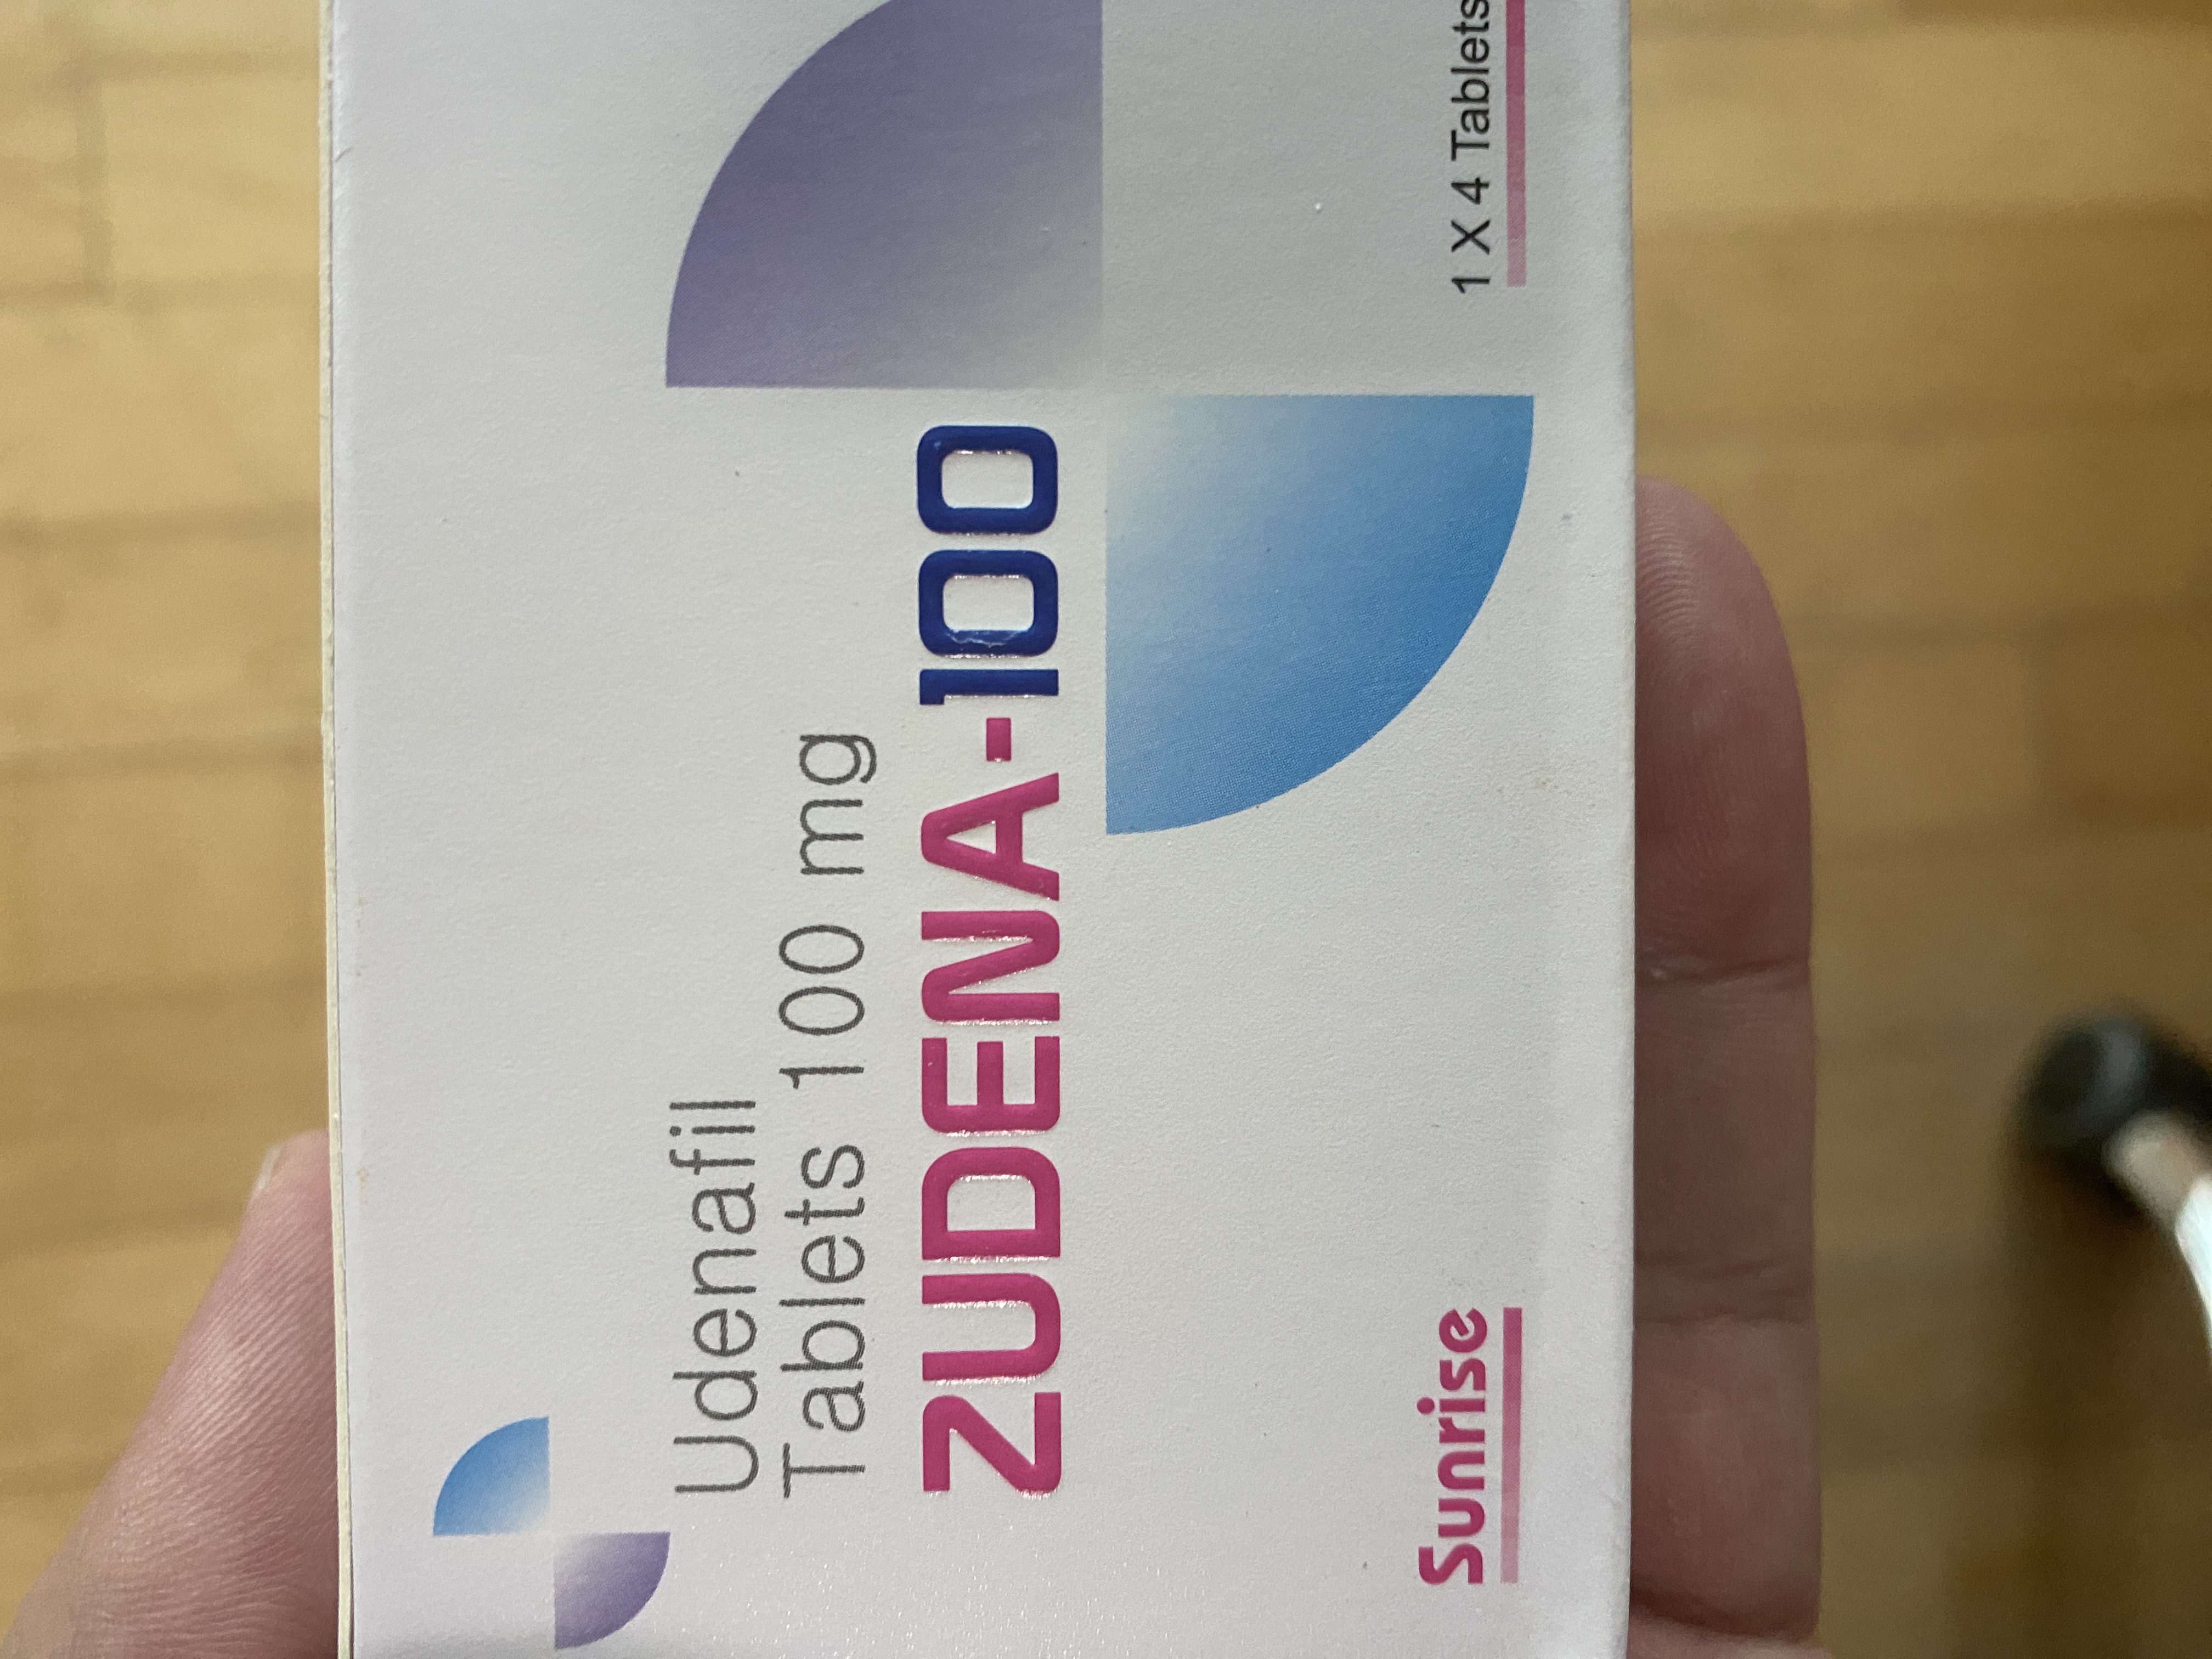 Udenafil
Tablets 100 mg
ZUDENA-100
Sunrise
1 X 4 Tablets